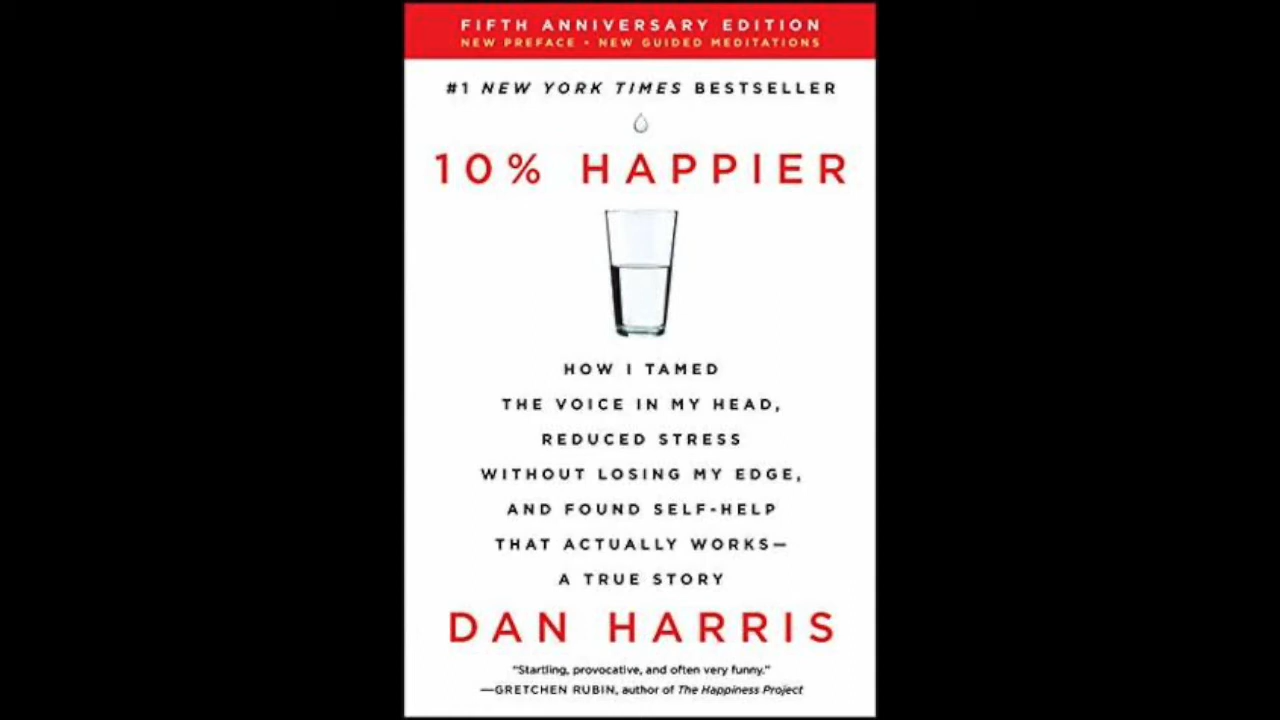 FIFTH ANNIVERSARY EDITION
NEW PREFACE • NEW GUIDED MEDITATIONS
#1 NEW YORK TIMES BESTSELLER
10% HAPPIER
HOW I TAMED
THE VOICE IN MY HEAD,
REDUCED STRESS
WITHOUT LOSING MY EDGE,
AND FOUND SELF-HELP
THAT ACTUALLY WORKS—
A TRUE STORY
DAN HARRIS
"Startling, provocative, and often very funny."
—GRETCHEN RUBIN, author of The Happiness Project